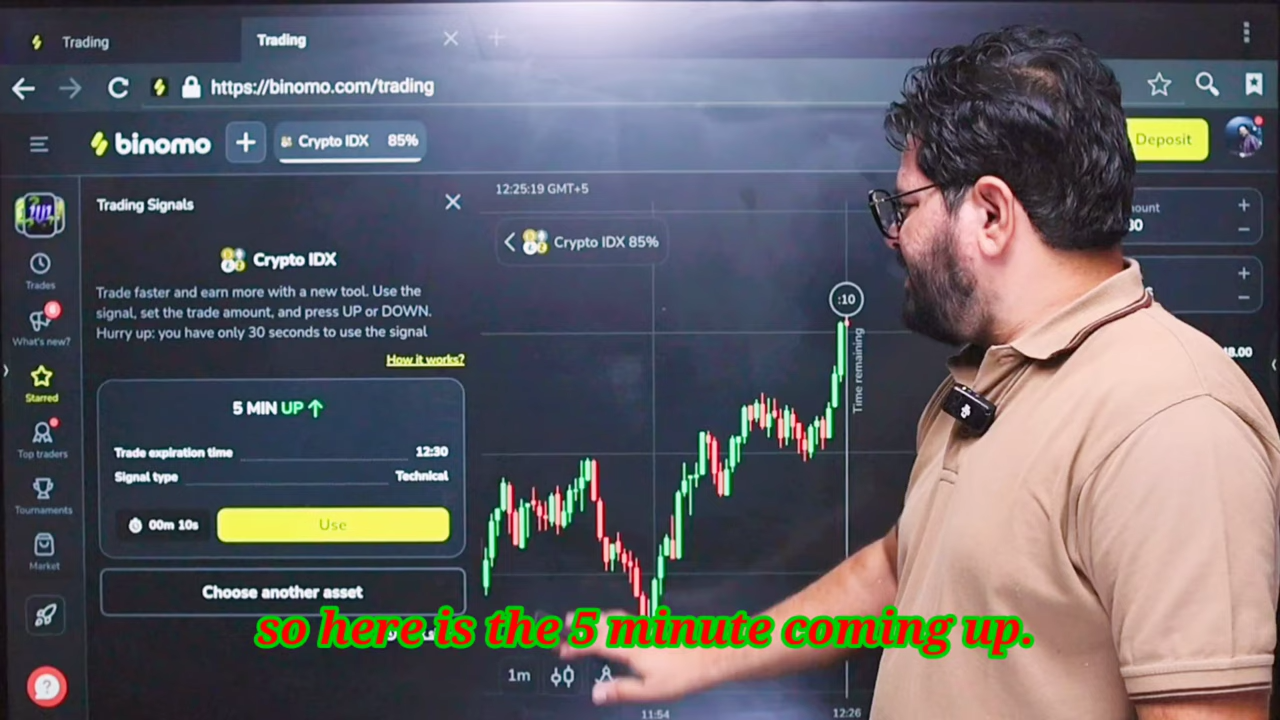 Trading
Trading
https://binomo.com/trading
binomo
Crypto IDX 85%
Deposit
Trading Signals
12:25:19 GMT+5
Crypto IDX 85%
Crypto IDX
Trade faster and earn more with a new tool. Use the
signal, set the trade amount, and press UP or DOWN.
Hurry up: you have only 30 seconds to use the signal
How it works?
5 MIN UP
Trade expiration time 12:30
Signal type Technical
00m 10s
Use
Choose another asset
Trades
What's new?
Starred
Top traders
Tournaments
Market
:10
Time remaining
so here is the 5 minute coming up.
1m
11:54
12:26